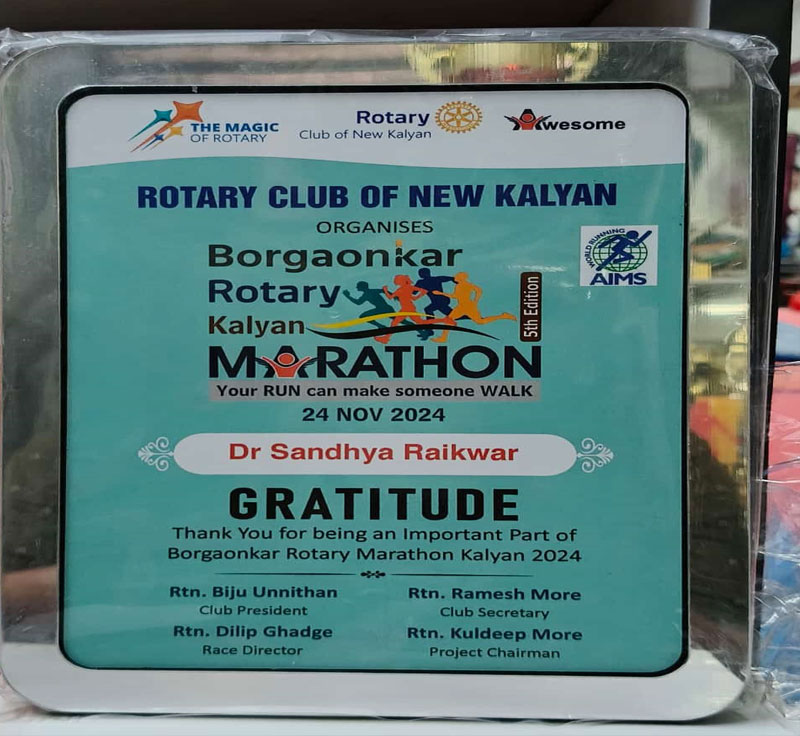 THE MAGIC
OF ROTARY
Rotary
Club of New Kalyan
Awesome
ROTARY CLUB OF NEW KALYAN
ORGANISES
Borgaonkar
Rotary
Kalyan
MARATHON
5th Edition
WORLD RUNNING
AIMS
Your RUN can make someone WALK
24 NOV 2024
Dr Sandhya Raikwar
GRATITUDE
Thank You for being an Important Part of
Borgaonkar Rotary Marathon Kalyan 2024
Rtn. Biju Unnithan Rtn. Ramesh More
Club President Club Secretary
Rtn. Dilip Ghadge Rtn. Kuldeep More
Race Director Project Chairman